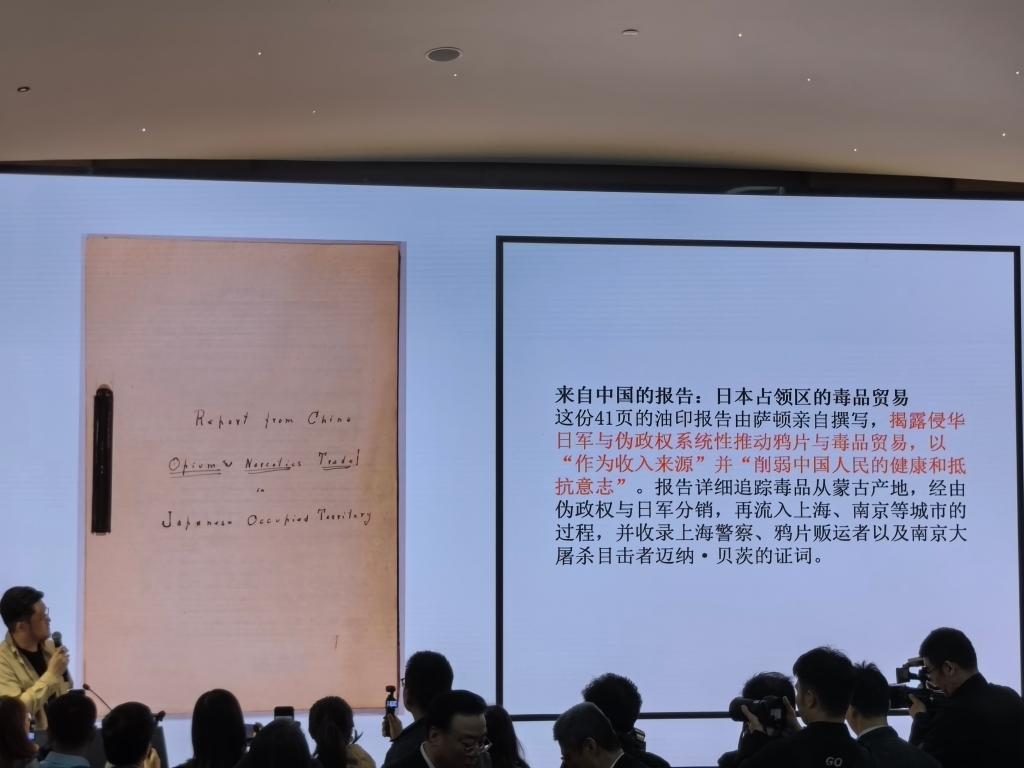 Report from China
Opium & Narcotics Trade
in
Japanese Occupied Territory
来自中国的报告：日本占领区的毒品贸易
这份41页的油印报告由萨顿亲自撰写，揭露侵华
日军与伪政权系统性推动鸦片与毒品贸易，以
“作为收入来源”并“削弱中国人民的健康和抵
抗意志”。报告详细追踪毒品从蒙古产地，经由
伪政权与日军分销，再流入上海、南京等城市的
过程，并收录上海警察、鸦片贩运者以及南京大
屠杀目击者迈纳·贝茨的证词。
GO